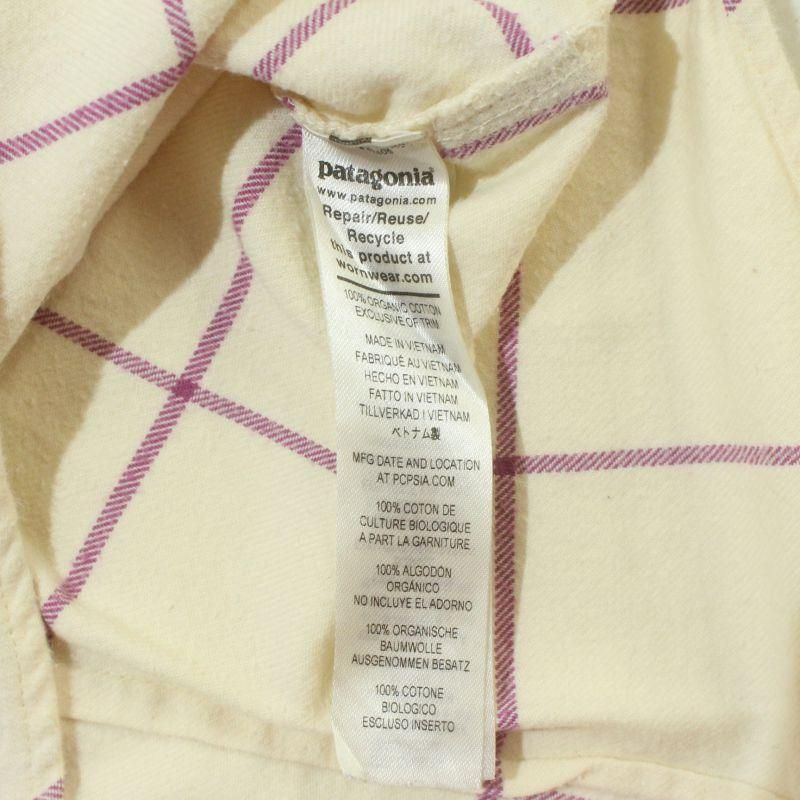 patagonia
www.patagonia.com
Repair/Reuse/
Recycle
this product at
wornwear.com
100% ORGANIC COTTON
EXCLUSIVE OF TRIM
MADE IN VIETNAM
FABRIQUÉ AU VIETNAM
HECHO EN VIETNAM
FATTO IN VIETNAM
TILLVERKAD I VIETNAM
ベトナム製
MFG DATE AND LOCATION
AT PCPSIA.COM
100% COTON DE
CULTURE BIOLOGIQUE
A PART LA GARNITURE
100% ALGODÓN
ORGÁNICO
NO INCLUYE EL ADORNO
100% ORGANISCHE
BAUMWOLLE
AUSGENOMMEN BESATZ
100% COTONE
BIOLOGICO
ESCLUSO INSERTO